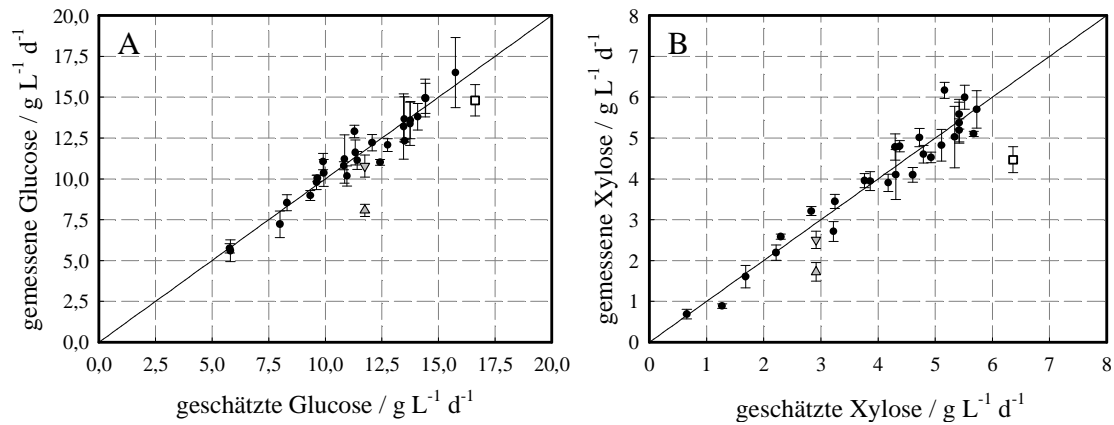 A
gemessene Glucose / g L⁻¹ d⁻¹
20,0
17,5
15,0
12,5
10,0
7,5
5,0
2,5
0,0
0,0 2,5 5,0 7,5 10,0 12,5 15,0 17,5 20,0
geschätzte Glucose / g L⁻¹ d⁻¹
B
gemessene Xylose / g L⁻¹ d⁻¹
8
7
6
5
4
3
2
1
0
0 1 2 3 4 5 6 7 8
geschätzte Xylose / g L⁻¹ d⁻¹